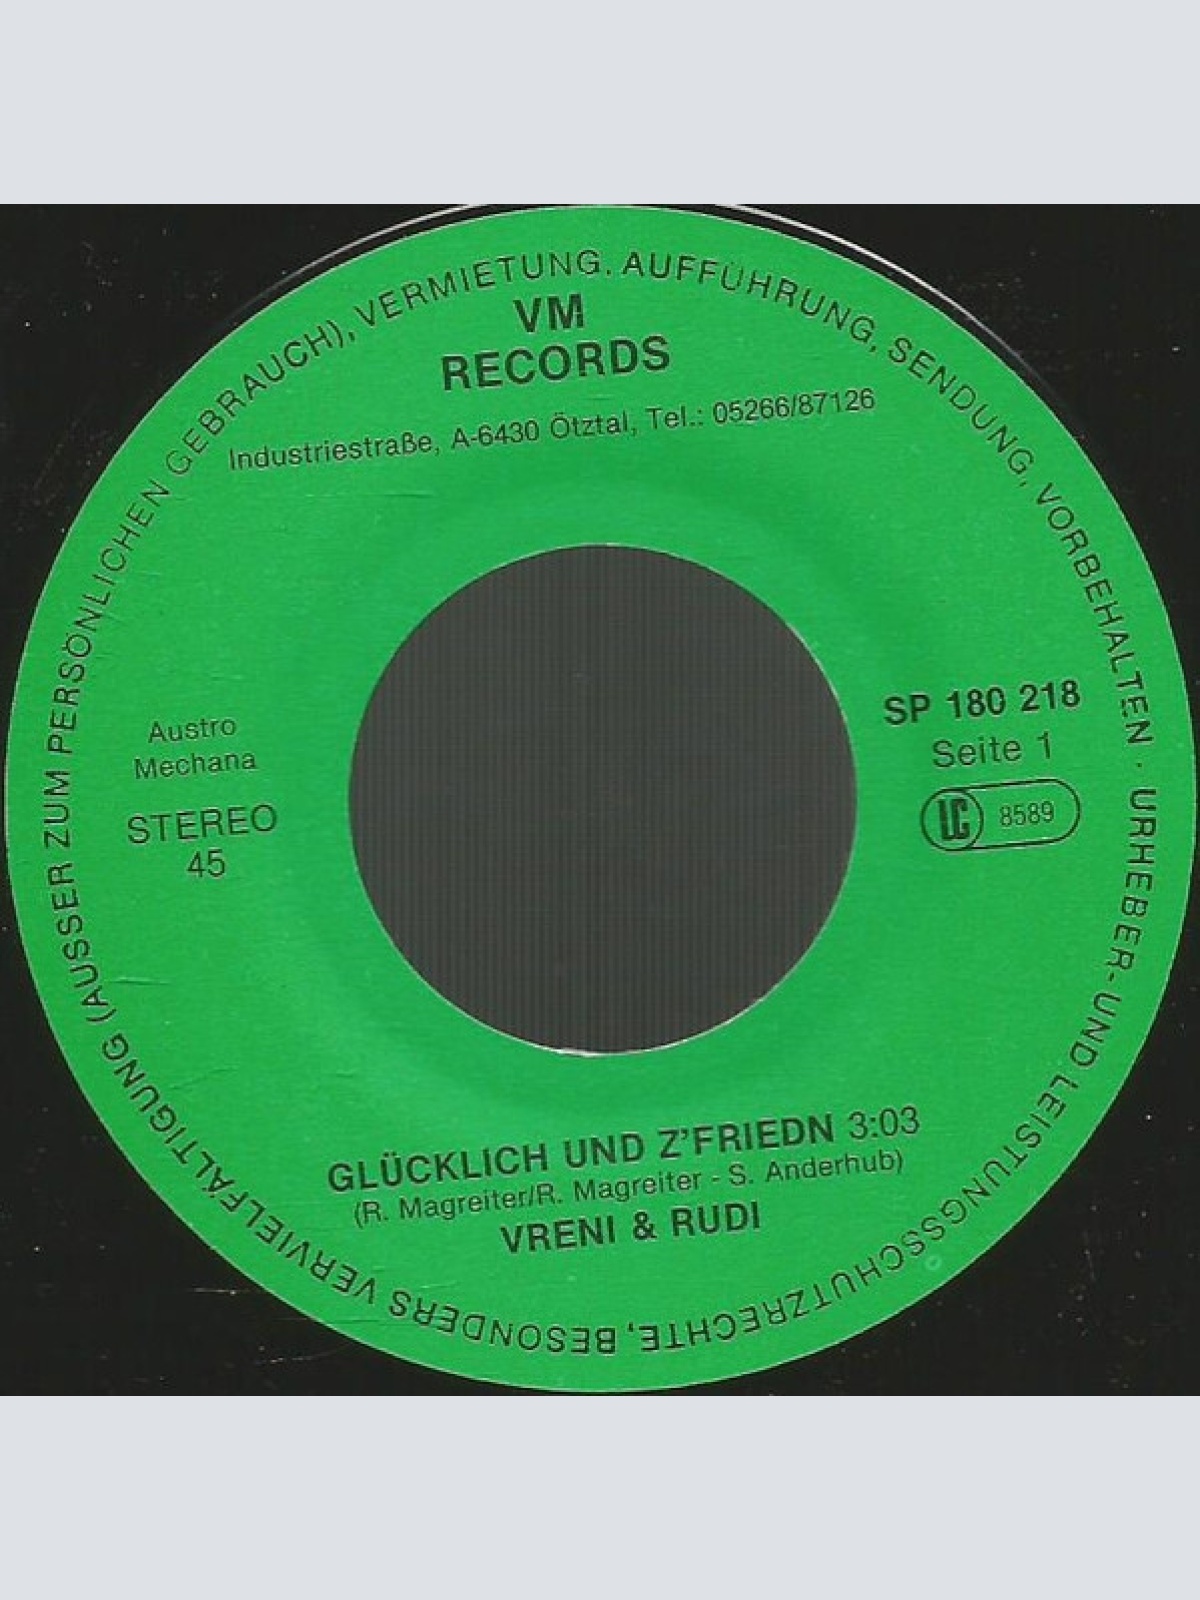 URHEBER- UND LEISTUNGSSCHUTZRECHTE, BESONDERS VERVIELFÄLTIGUNG (AUSSER ZUM PERSÖNLICHEN GEBRAUCH), VERMIETUNG. AUFFÜHRUNG, SENDUNG, VORBEHALTEN ·
VM
RECORDS
Industriestraße, A-6430 Ötztal, Tel.: 05266/87126
Austro
Mechana
STEREO
45
SP 180 218
Seite 1
LC 8589
GLÜCKLICH UND Z'FRIEDN 3:03
(R. Magreiter/R. Magreiter - S. Anderhub)
VRENI & RUDI